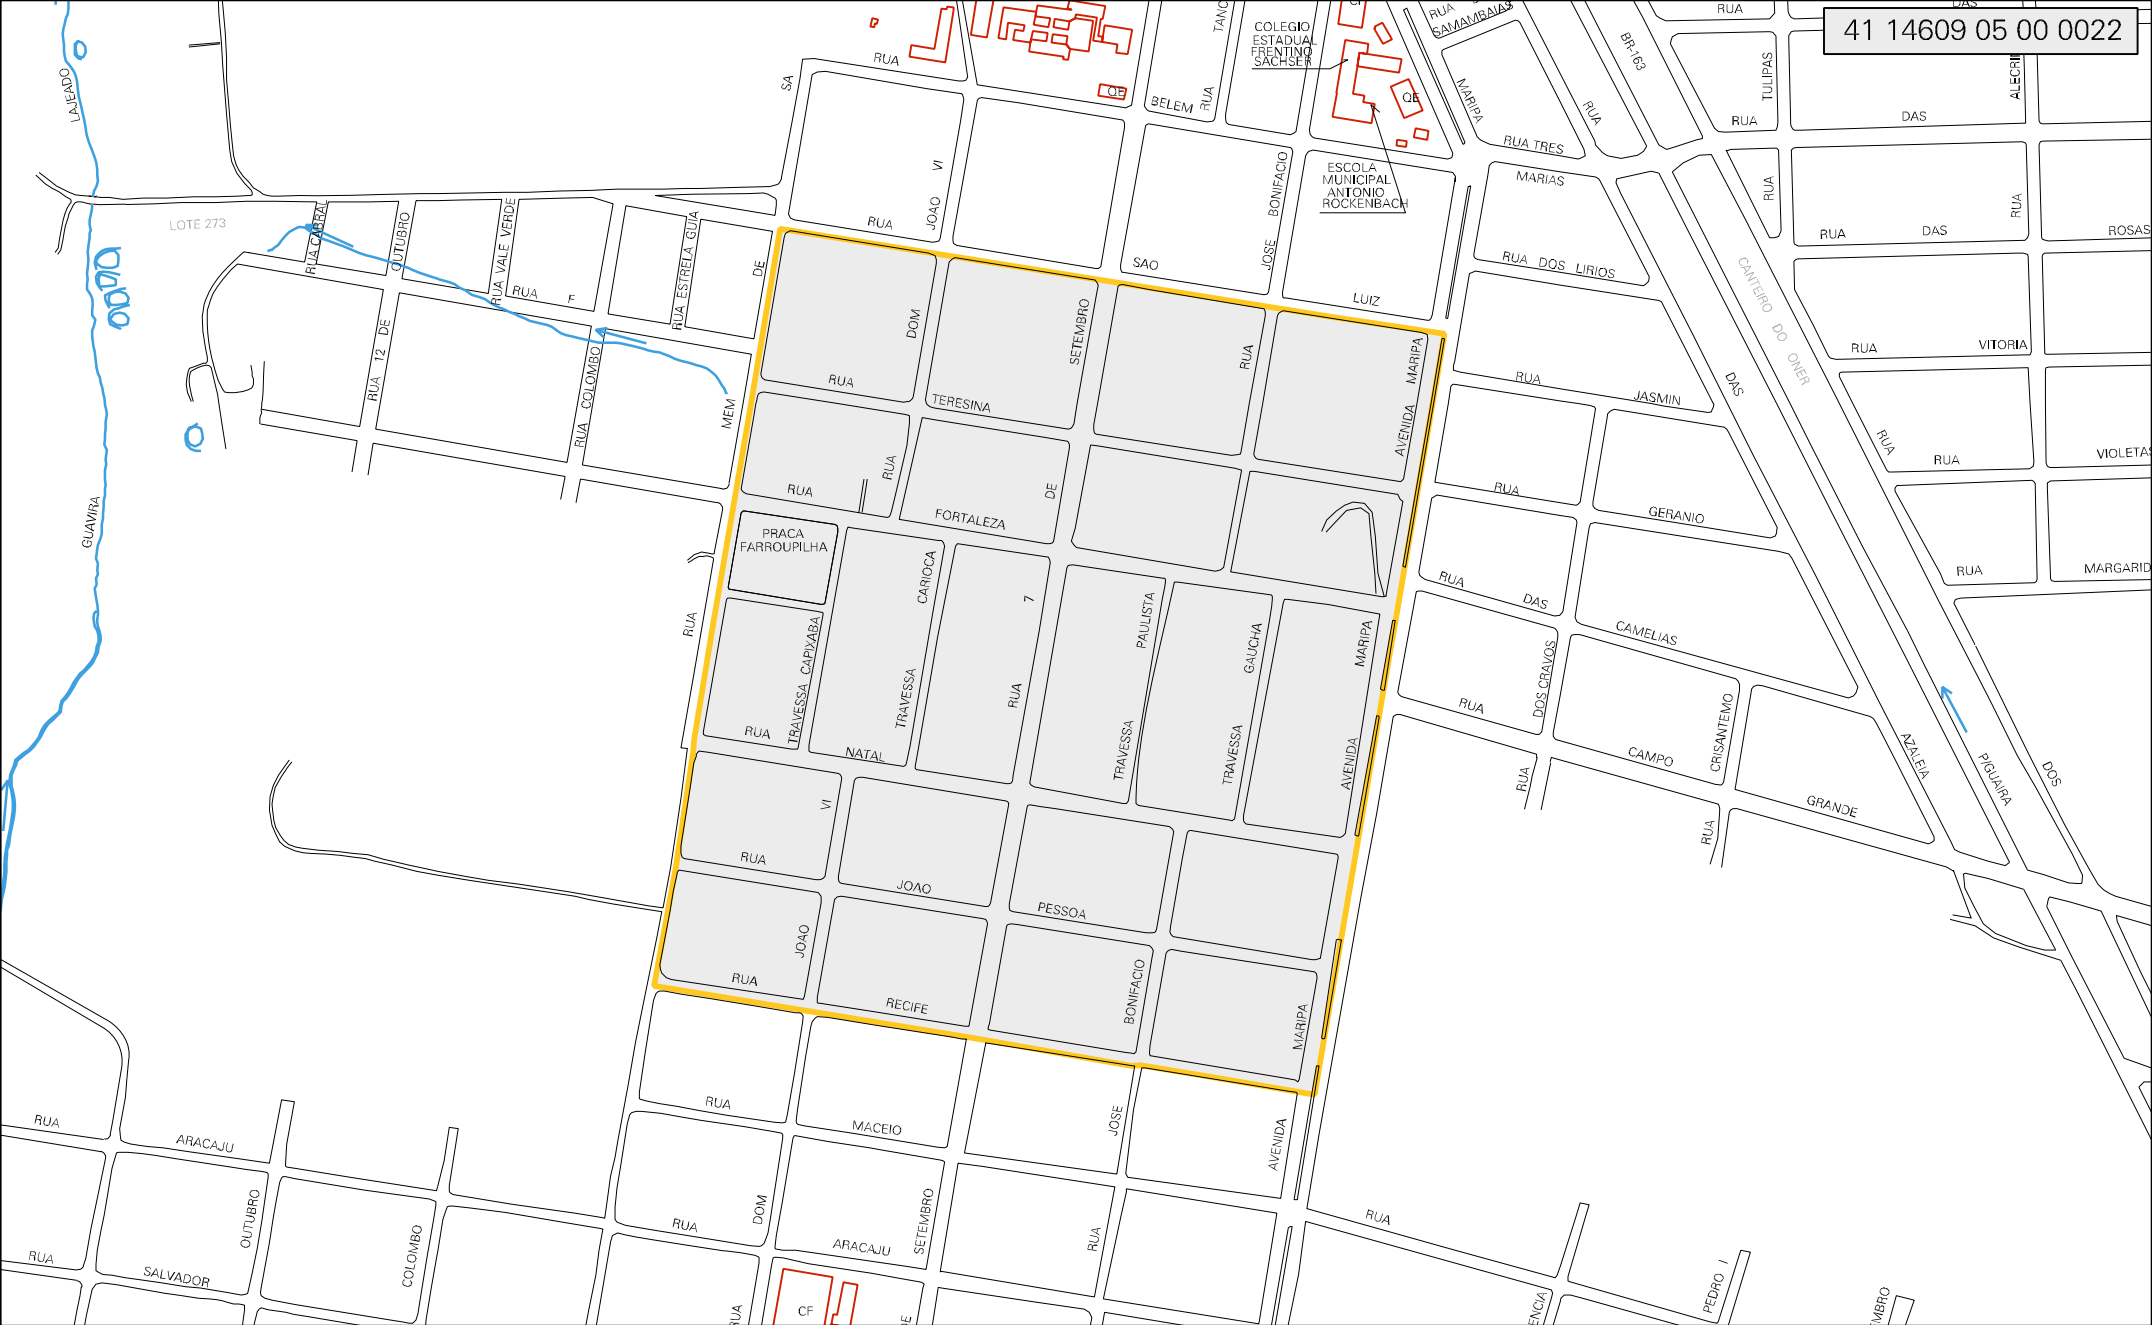 41 14609 05 00 0022
LAJEADO
SA
RUA
QE
BELEM
RUA
COLEGIO
ESTADUAL
FRENTINO
SACHSER
RUA
SAMAMBAIAS
BR-163
RUA
TULIPAS
QE
MARIPA
RUA
RUA
DAS
RUA TRES
MARIAS
ESCOLA
MUNICIPAL
ANTONIO
ROCKENBACH
BONIFACIO
JOSE
VI
JOAO
RUA
RUA
RUA
LOTE 273
RUA CABRAL
OUTUBRO
RUA VALE VERDE
RUA ESTRELA GUIA
DE
SAO
LUIZ
RUA DOS LIRIOS
RUA
DAS
ROSAS
CANTEIRO DO ONER
RUA
F
RUA 12 DE
RUA COLOMBO
MEM
DOM
SETEMBRO
RUA
MARIPA
RUA
VITORIA
RUA
TERESINA
AVENIDA
RUA
JASMIN
DAS
RUA
RUA
VIOLETAS
GUAVIRA
RUA
RUA
FORTALEZA
DE
RUA
GERANIO
PRACA
FARROUPILHA
RUA
MARGARID
RUA
DAS
CAMELIAS
RUA
TRAVESSA CAPIXABA
CARIOCA
TRAVESSA
7
RUA
PAULISTA
TRAVESSA
GAUCHA
TRAVESSA
MARIPA
AVENIDA
RUA
DOS CRAVOS
RUA
NATAL
RUA
CAMPO
CRISANTEMO
RUA
GRANDE
AZALEIA
PIGUAIRA
DOS
RUA
VI
RUA
JOAO
PESSOA
JOAO
RUA
RECIFE
BONIFACIO
MARIPA
RUA
MACEIO
JOSE
AVENIDA
RUA
ARACAJU
OUTUBRO
COLOMBO
DOM
RUA
ARACAJU
SETEMBRO
RUA
RUA
RUA
SALVADOR
RUA
CF
PEDRO I